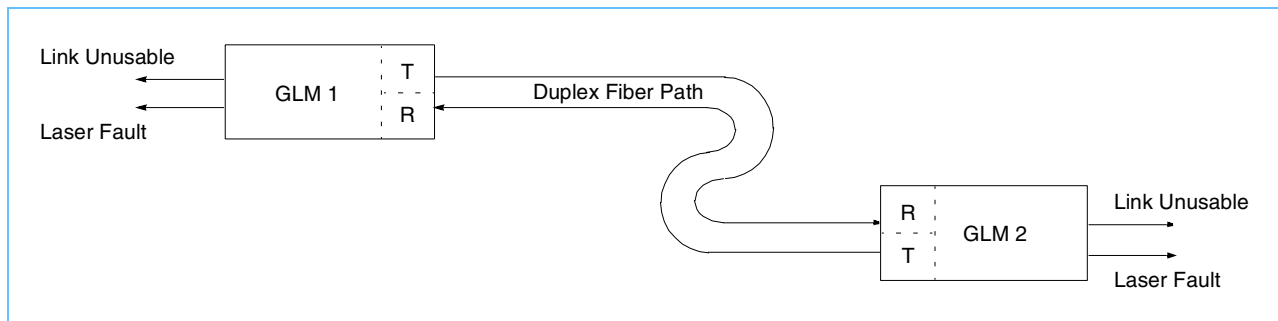 Link Unusable
Laser Fault
GLM 1
T
R
Duplex Fiber Path
R
T
GLM 2
Link Unusable
Laser Fault